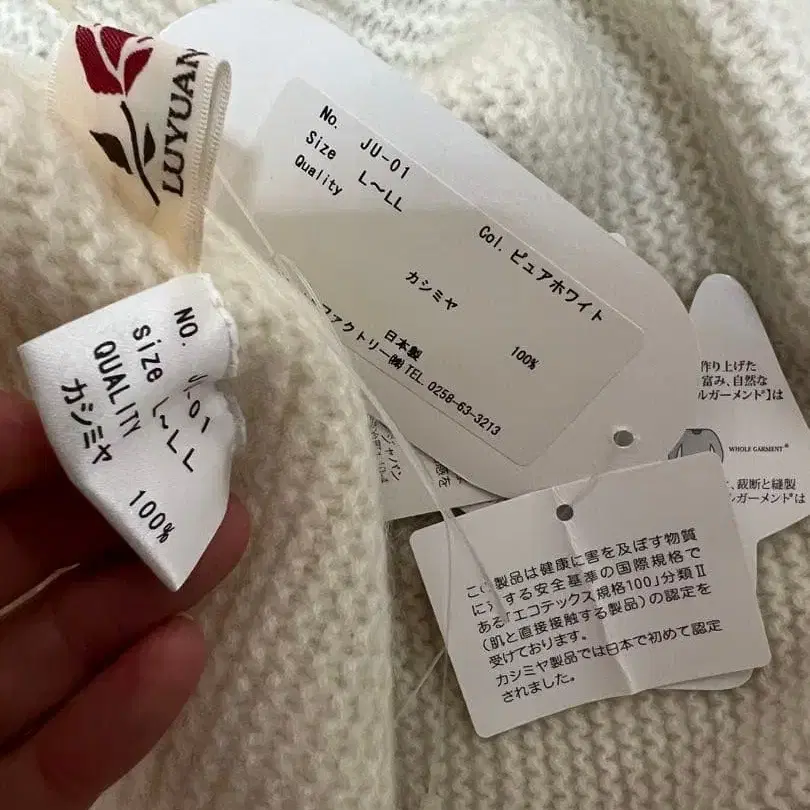 LUYUAN
No. JU-01
Size L～LL
Quality
Col. ピュアホワイト
カシミヤ 100%
日本製
ファクトリー㈱ TEL. 0258-63-3213
NO. JU-01
size L～LL
QUALITY
カシミヤ 100%
作り上げた
富み、自然な
ルガーメント】は
WHOLE GARMENT®
、裁断と縫製
ルガーメント®は
ジャパン
この製品は健康に害を及ぼす物質
に対する安全基準の国際規格で
ある「エコテックス規格100」分類Ⅱ
（肌と直接接触する製品）の認定を
受けております。
カシミヤ製品では日本で初めて認定
されました。